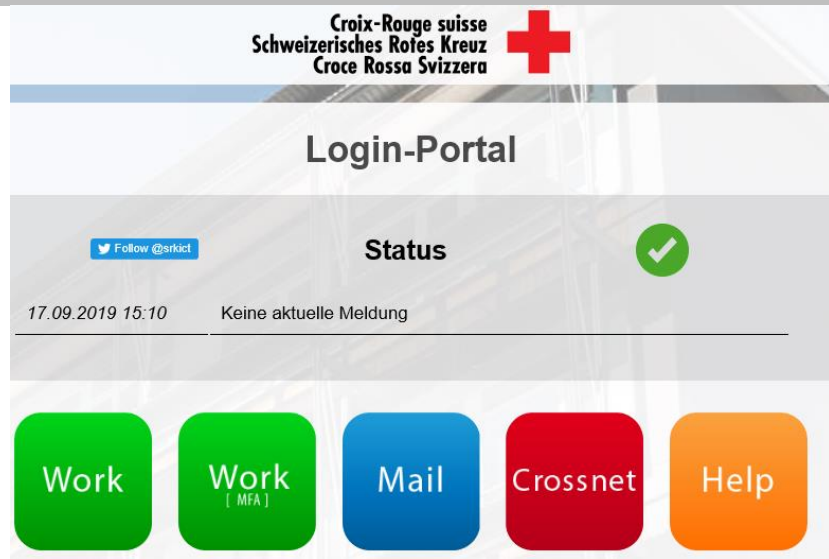 Croix-Rouge suisse
Schweizerisches Rotes Kreuz
Croce Rossa Svizzera
Login-Portal
Follow @srkict
Status
17.09.2019 15:10 Keine aktuelle Meldung
Work
Work
[ MFA ]
Mail
Crossnet
Help